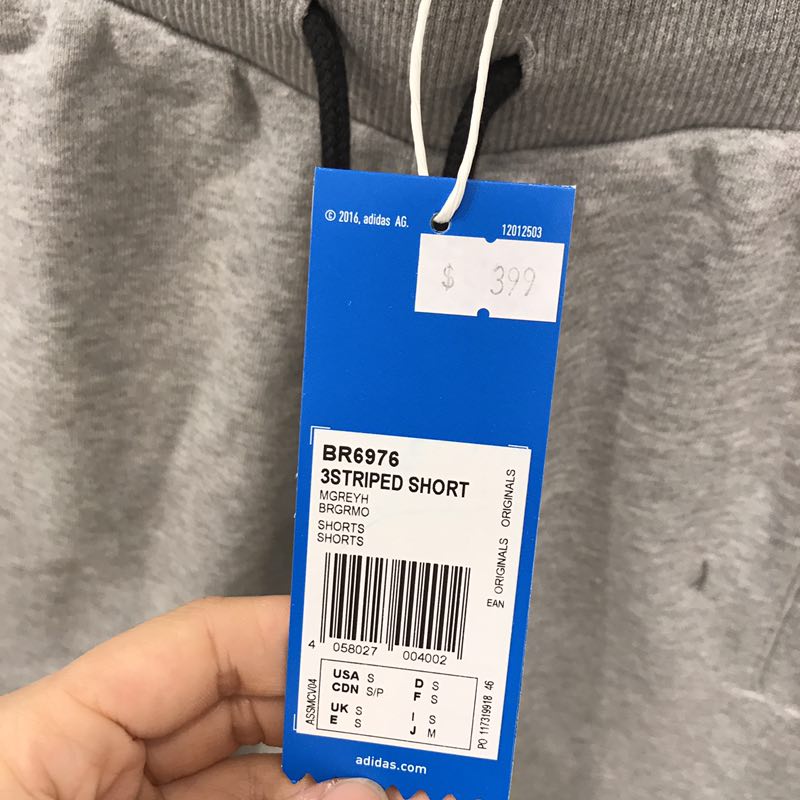 © 2016, adidas AG.
12012503
$ 399
BR6976
3STRIPED SHORT
MGREYH
BRGRMO
SHORTS
SHORTS
ORIGINALS ORIGINALS
EAN
4 058027 004002
ASSMCV04
USA S D S
CDN S/P F S
UK S I S
E S J M
PO 117319918 46
adidas.com